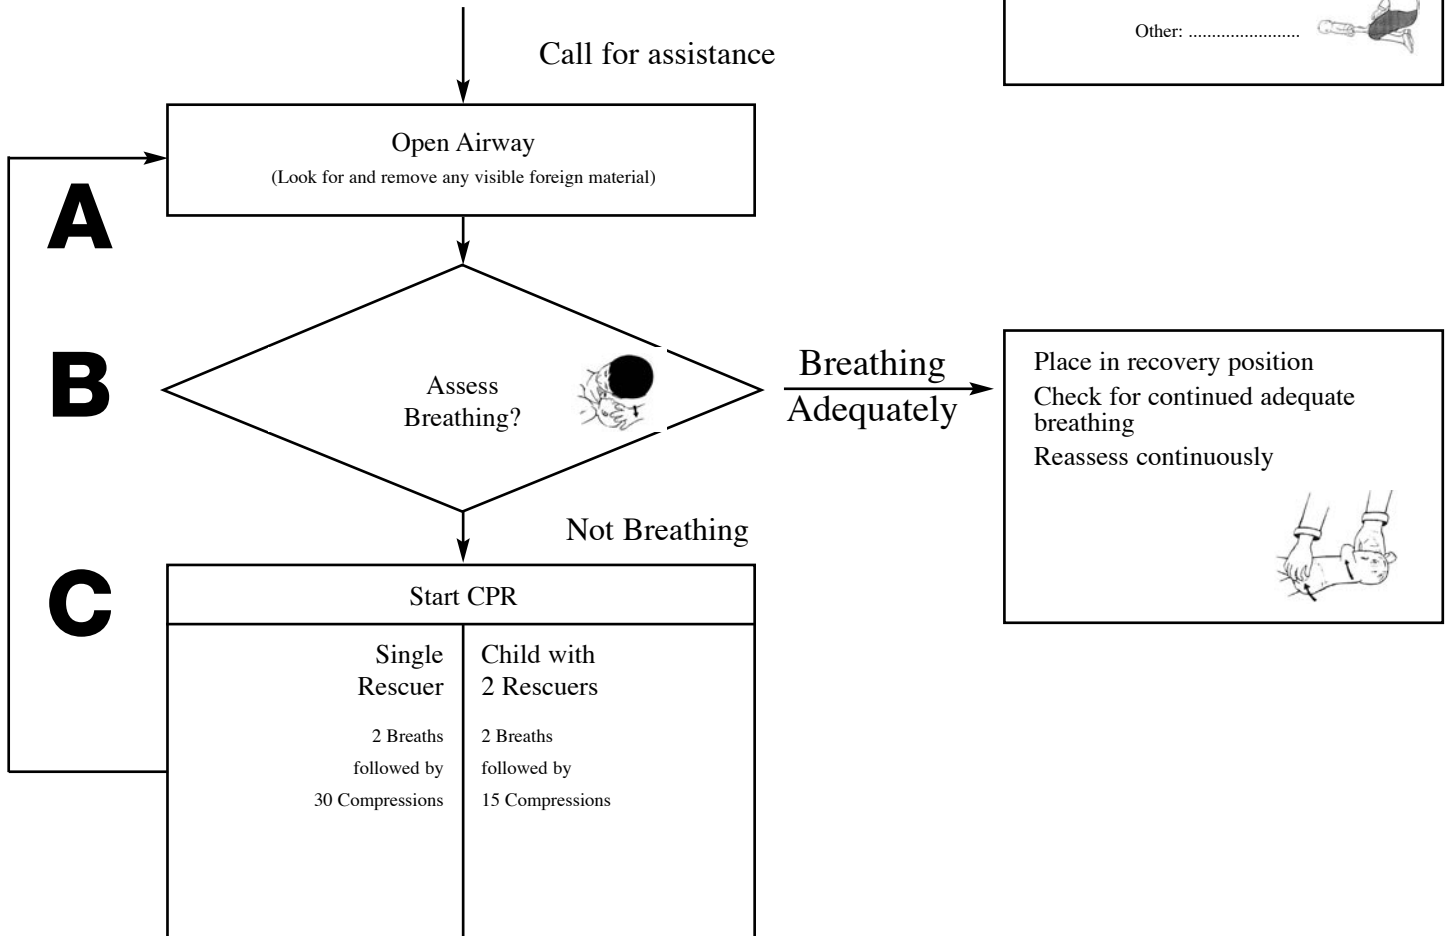 Other: ........................
Call for assistance
Open Airway
(Look for and remove any visible foreign material)
A
B
Assess
Breathing?
Breathing
Adequately
Place in recovery position
Check for continued adequate
breathing
Reassess continuously
Not Breathing
C
Start CPR
Single
Rescuer
2 Breaths
followed by
30 Compressions
Child with
2 Rescuers
2 Breaths
followed by
15 Compressions